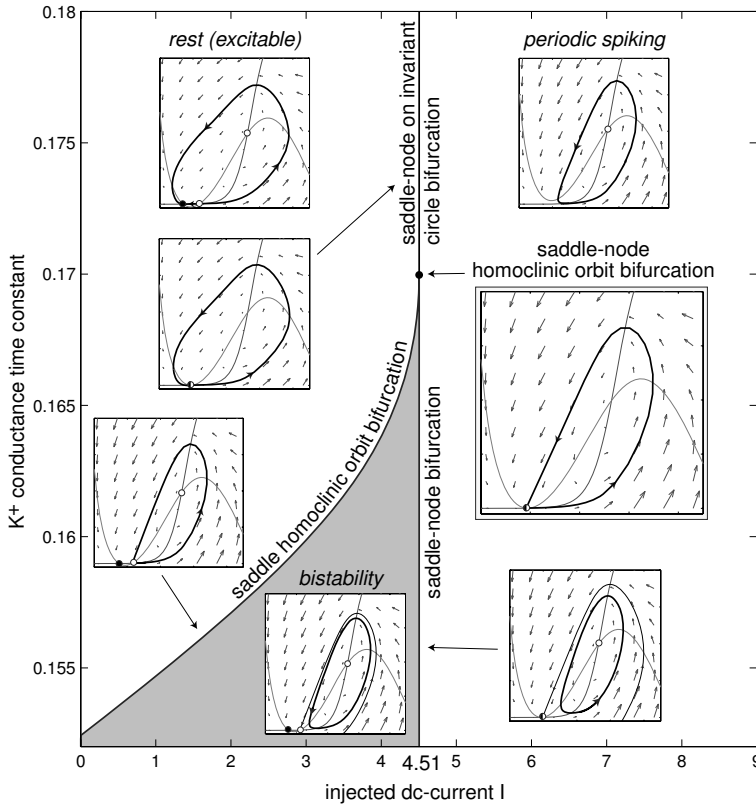 rest (excitable)
periodic spiking
saddle-node on invariant
circle bifurcation
saddle-node
homoclinic orbit bifurcation
saddle homoclinic orbit bifurcation
saddle-node bifurcation
bistability
K+ conductance time constant
0.18
0.175
0.17
0.165
0.16
0.155
0
1
2
3
4
4.51
5
6
7
8
9
injected dc-current I